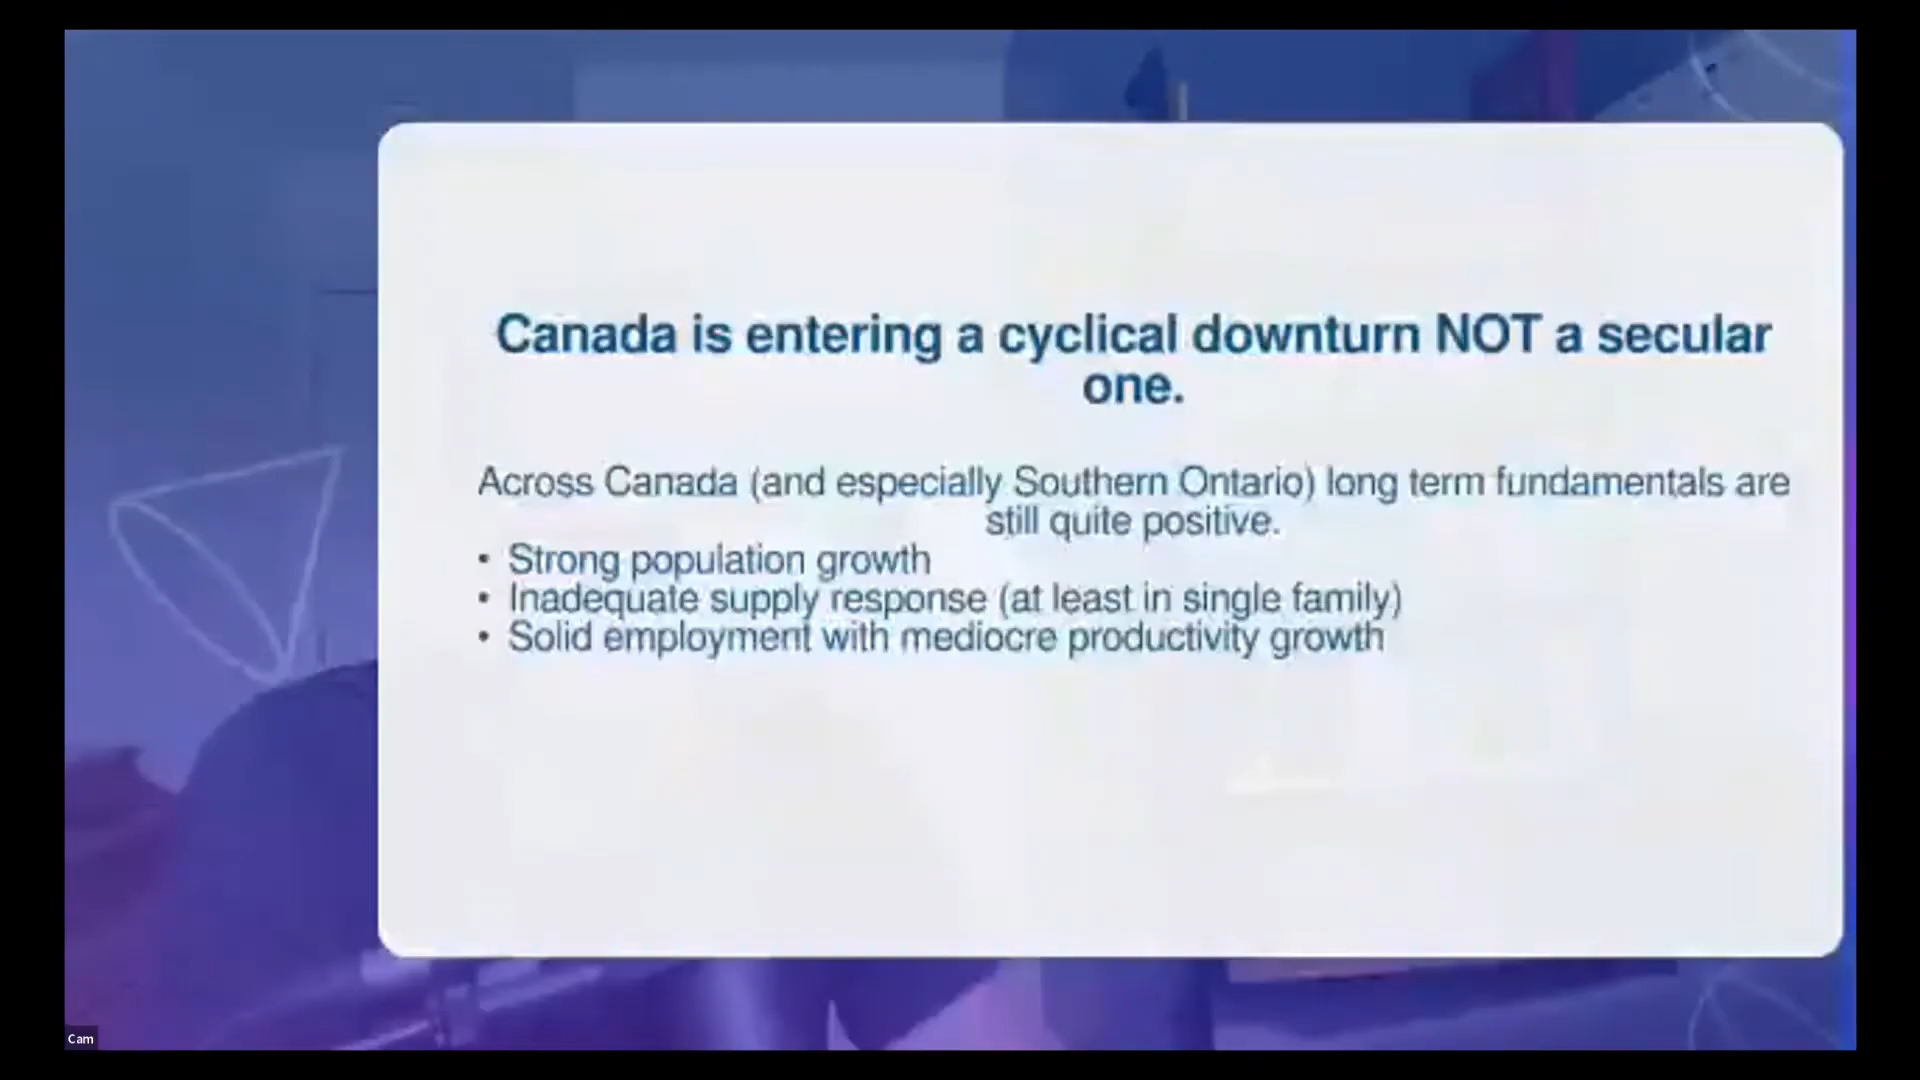 Canada is entering a cyclical downturn NOT a secular
one.
Across Canada (and especially Southern Ontario) long term fundamentals are
still quite positive.
• Strong population growth
• Inadequate supply response (at least in single family)
• Solid employment with mediocre productivity growth
Cam